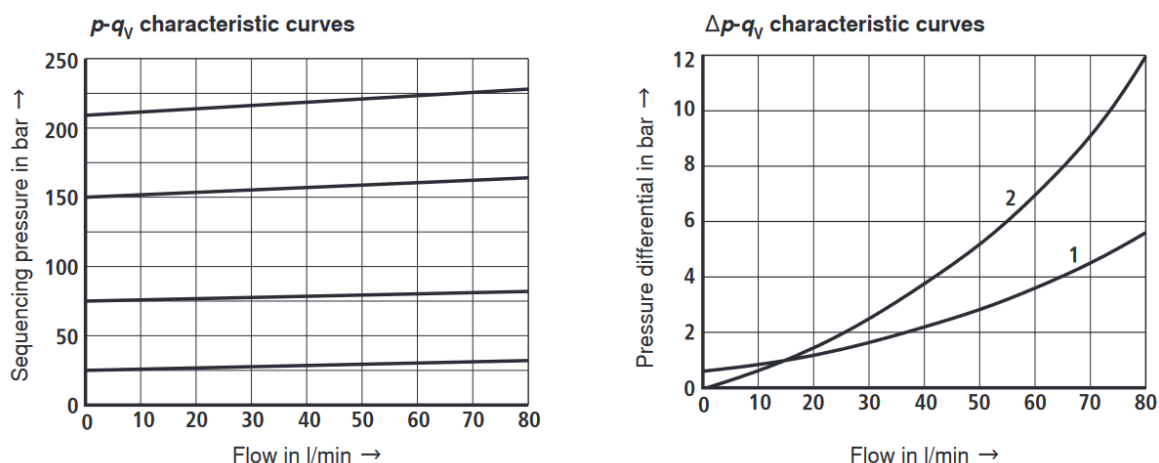 p-qV characteristic curves
250
200
150
100
50
0
0 10 20 30 40 50 60 70 80
Sequencing pressure in bar →
Flow in l/min →
Δp-qV characteristic curves
12
10
8
6
4
2
0
0 10 20 30 40 50 60 70 80
2
1
Pressure differential in bar →
Flow in l/min →